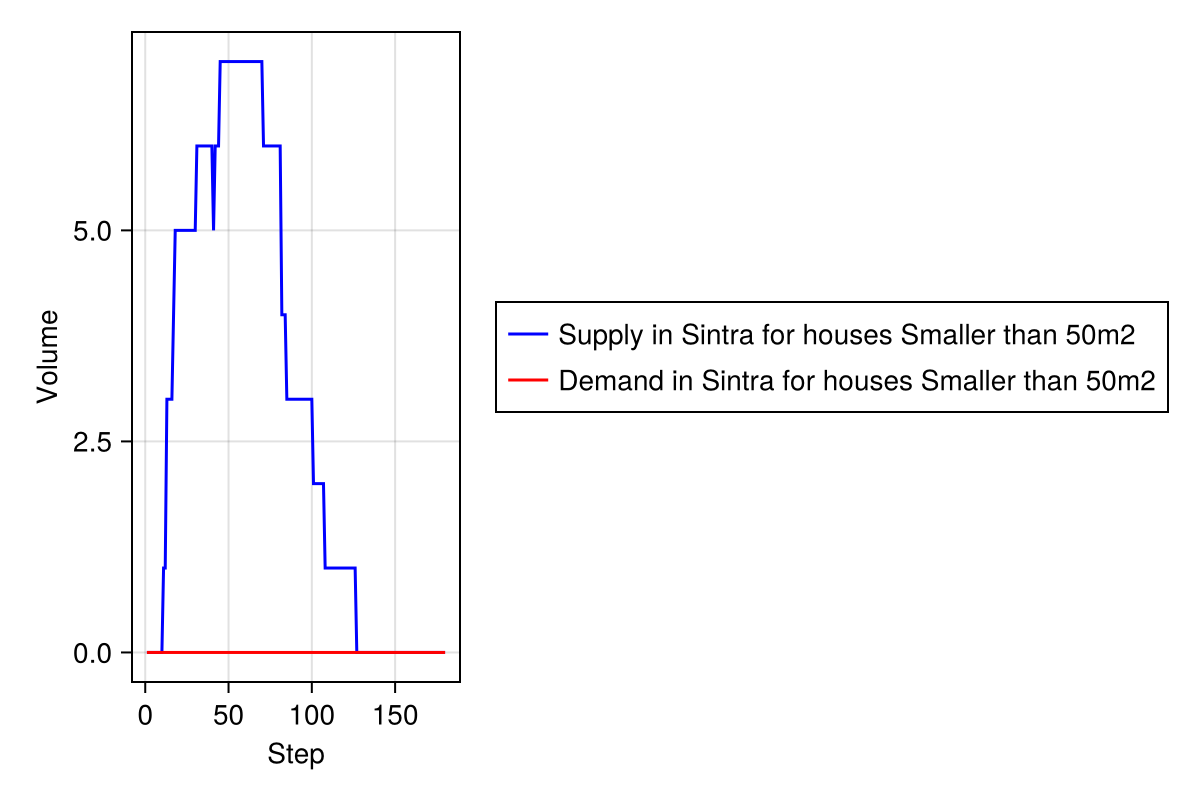 5.0
2.5
0.0
Volume
0
50
100
150
Step
Supply in Sintra for houses Smaller than 50m2
Demand in Sintra for houses Smaller than 50m2